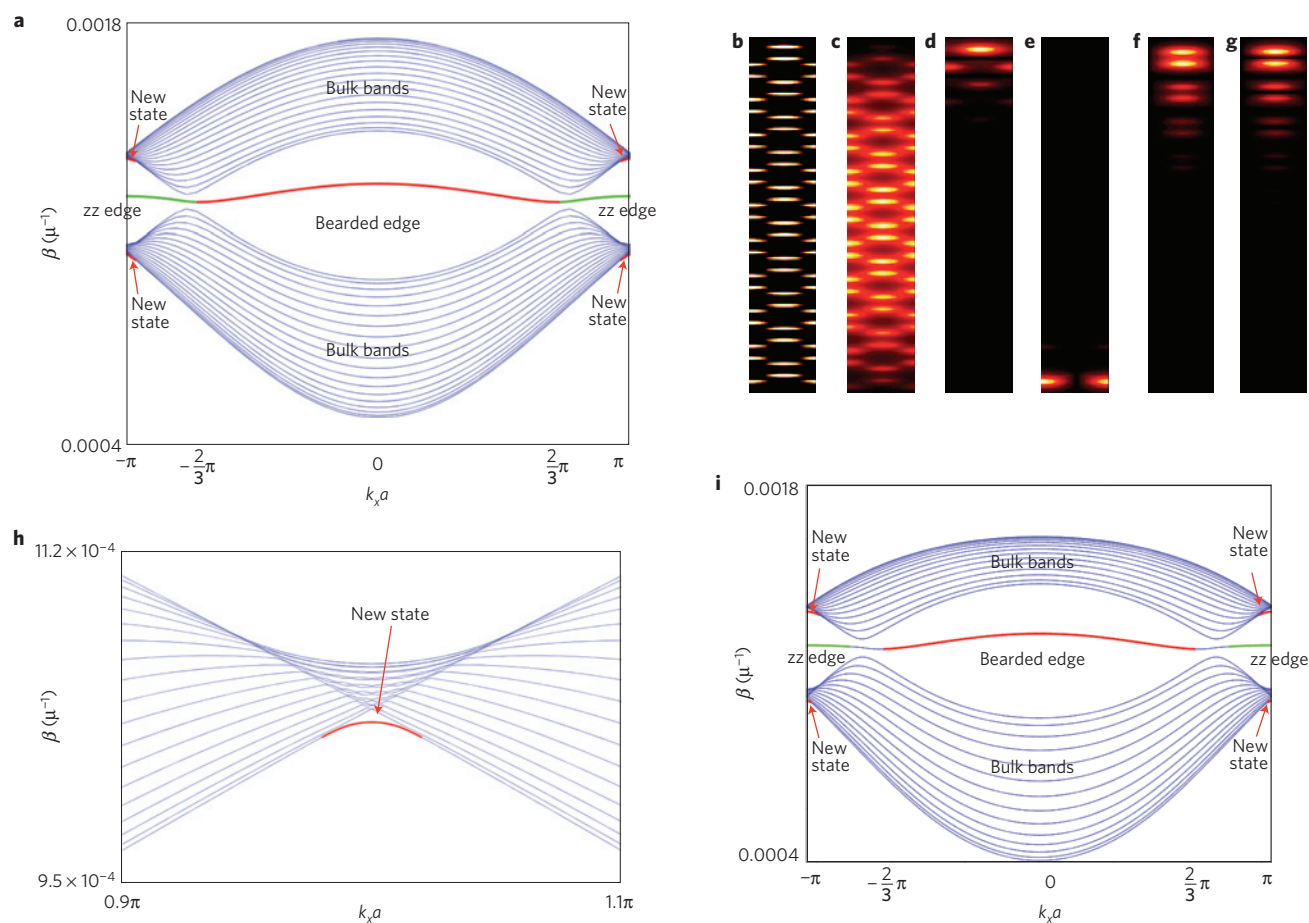 a
0.0018
New
state
Bulk bands
New
state
zz edge
Bearded edge
zz edge
β (μ⁻¹)
New
state
Bulk bands
New
state
0.0004
−π
−2/3π
0
2/3π
π
kₓa
b
c
d
e
f
g
h
11.2 × 10⁻⁴
New state
β (μ⁻¹)
9.5 × 10⁻⁴
0.9π
kₓa
1.1π
i
0.0018
New
state
Bulk bands
New
state
zz edge
Bearded edge
zz edge
β (μ⁻¹)
New
state
Bulk bands
New
state
0.0004
−π
−2/3 π
0
2/3π
π
kₓa